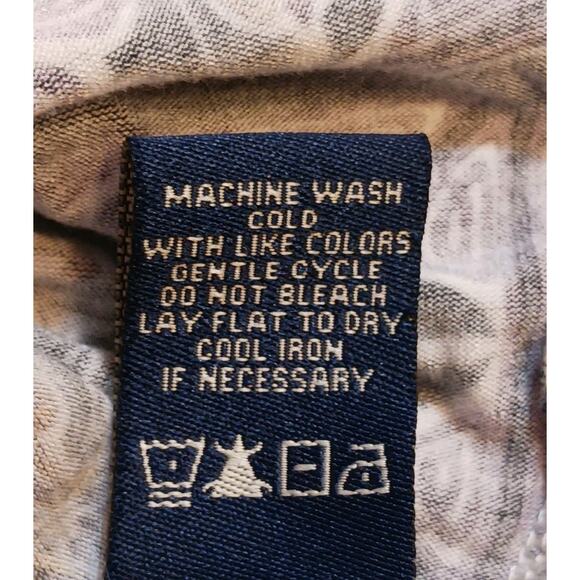 MACHINE WASH
COLD
WITH LIKE COLORS
GENTLE CYCLE
DO NOT BLEACH
LAY FLAT TO DRY
COOL IRON
IF NECESSARY